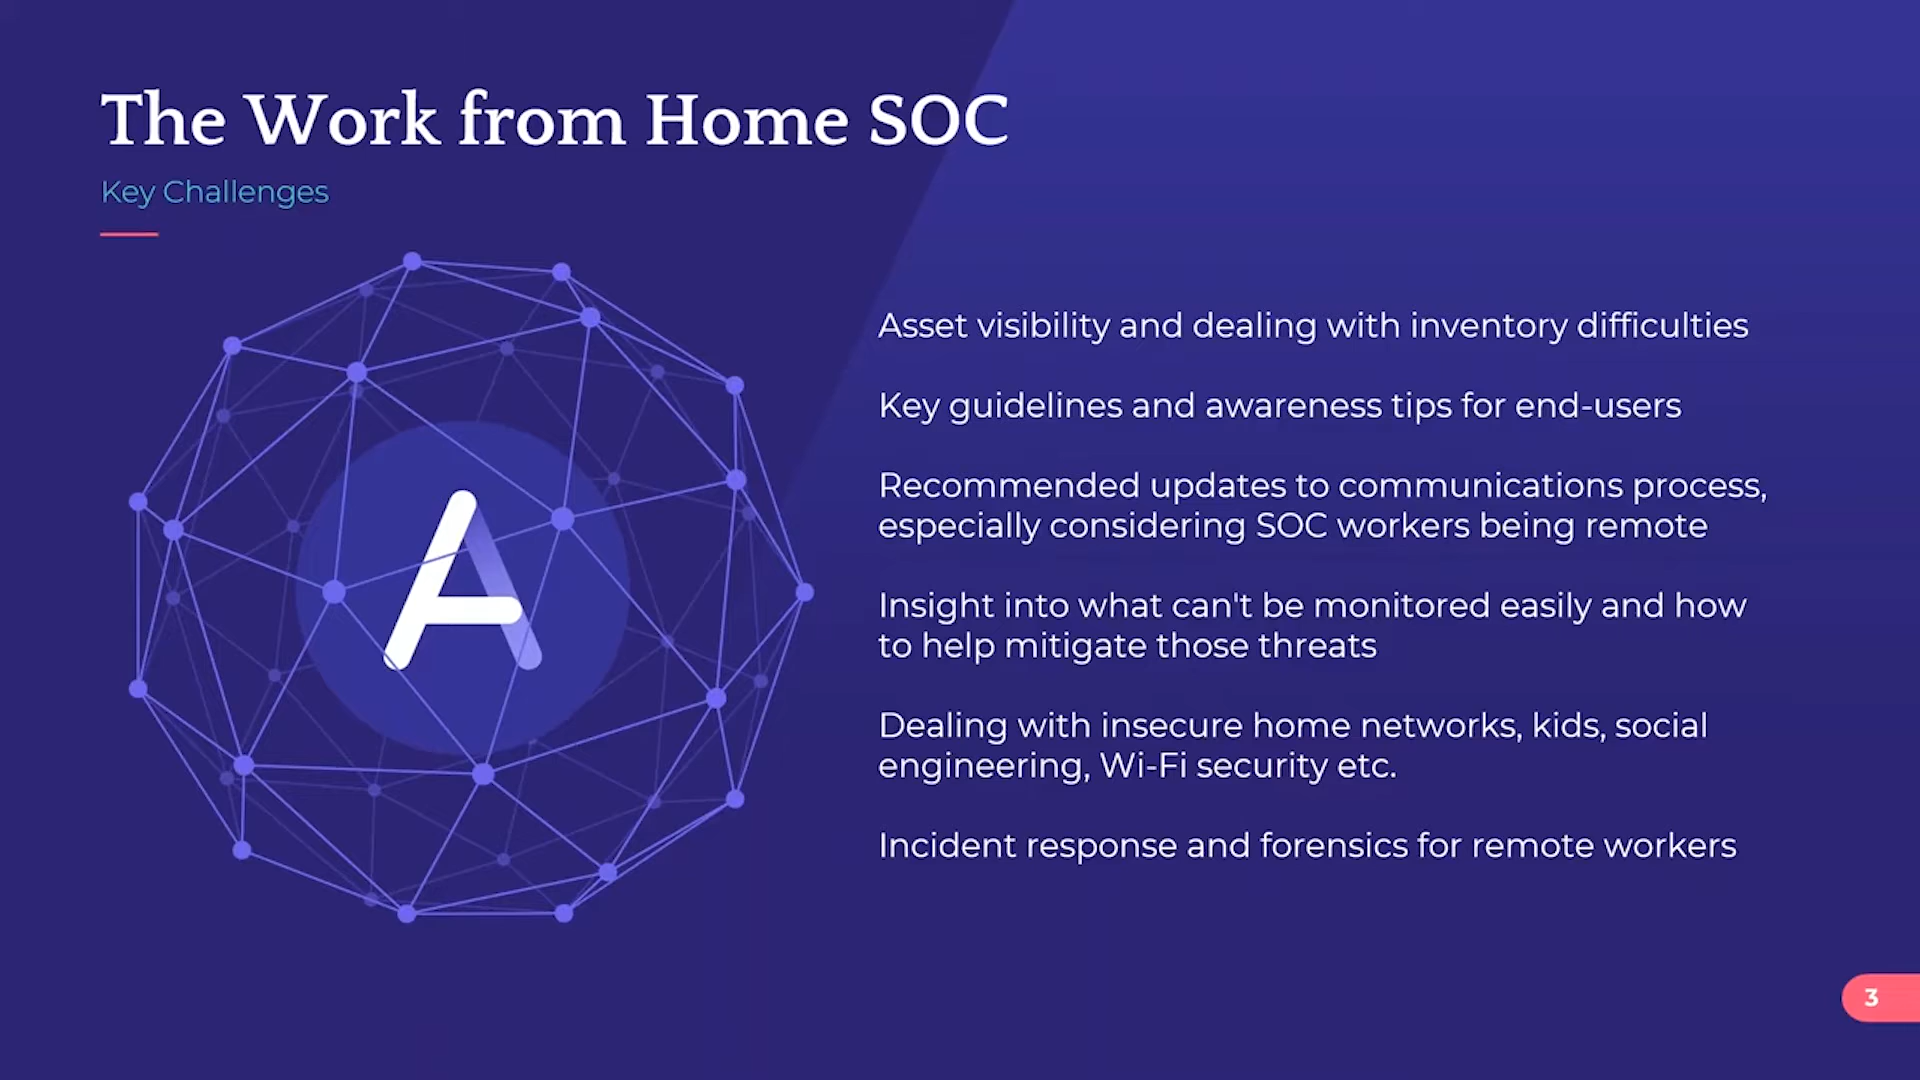 The Work from Home SOC
Key Challenges
Asset visibility and dealing with inventory difficulties
Key guidelines and awareness tips for end-users
Recommended updates to communications process,
especially considering SOC workers being remote
Insight into what can't be monitored easily and how
to help mitigate those threats
Dealing with insecure home networks, kids, social
engineering, Wi-Fi security etc.
Incident response and forensics for remote workers
A
3